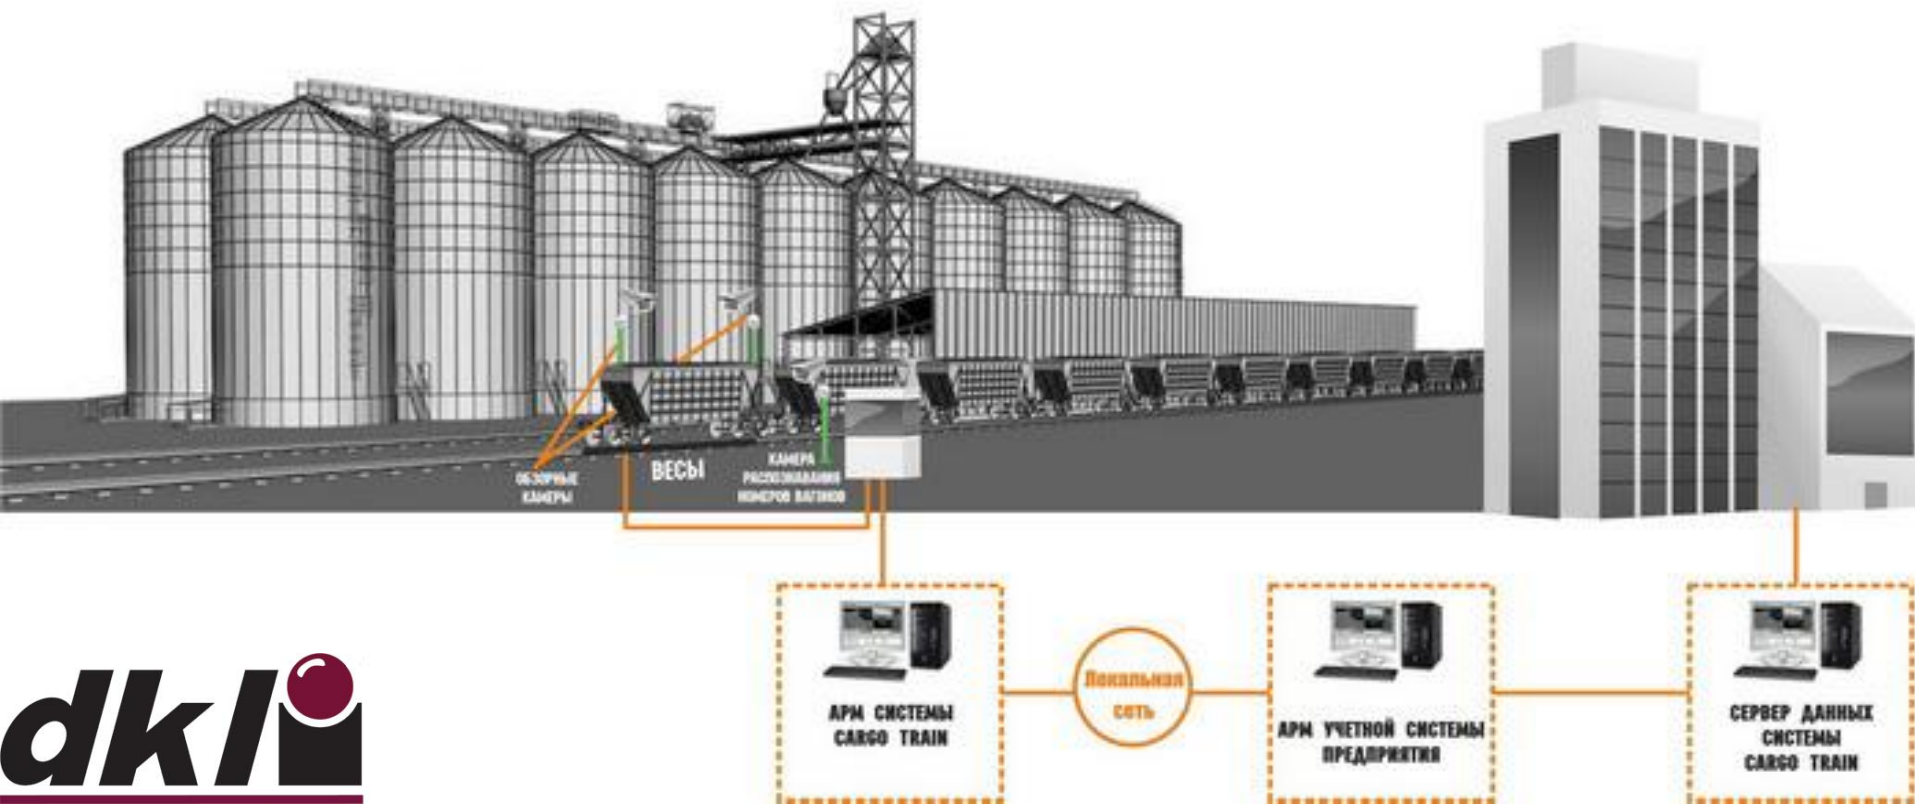 ОБЗОРНЫЕ
КАМЕРЫ
ВЕСЫ
КАМЕРА
РАСПОЗНАВАНИЯ
НОМЕРОВ ВАГОНОВ
Локальная
сеть
АРМ СИСТЕМЫ
CARGO TRAIN
АРМ УЧЕТНОЙ СИСТЕМЫ
ПРЕДПРИЯТИЯ
СЕРВЕР ДАННЫХ
СИСТЕМЫ
CARGO TRAIN
dkli